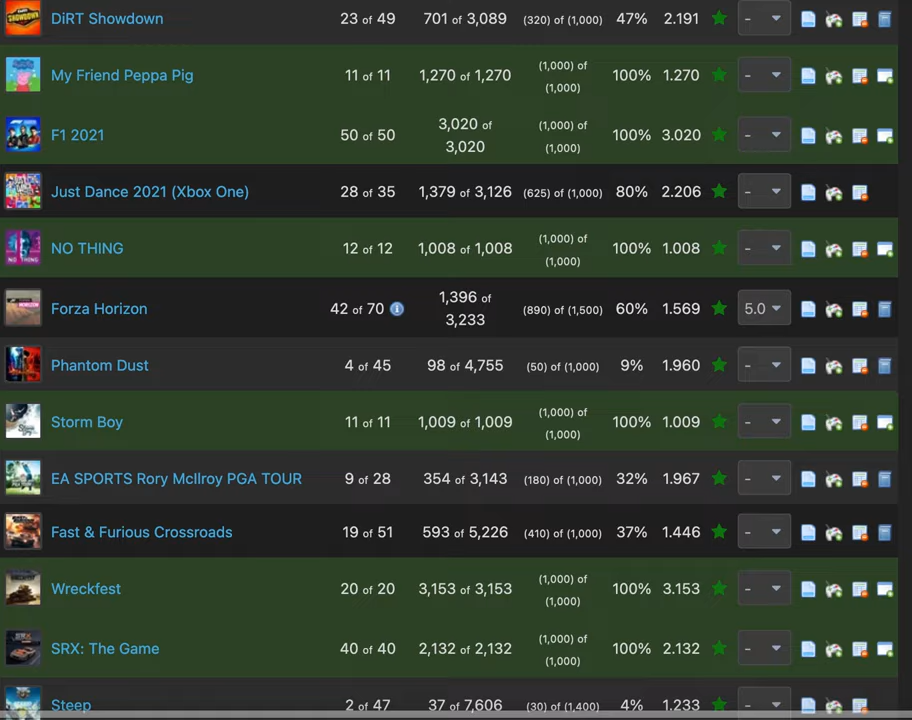 DiRT Showdown 23 of 49 701 of 3,089 (320) of (1,000) 47% 2.191 -
My Friend Peppa Pig 11 of 11 1,270 of 1,270 (1,000) of (1,000) 100% 1.270 -
F1 2021 50 of 50 3,020 of 3,020 (1,000) of (1,000) 100% 3.020 -
Just Dance 2021 (Xbox One) 28 of 35 1,379 of 3,126 (625) of (1,000) 80% 2.206 -
NO THING 12 of 12 1,008 of 1,008 (1,000) of (1,000) 100% 1.008 -
Forza Horizon 42 of 70 1,396 of 3,233 (890) of (1,500) 60% 1.569 5.0
Phantom Dust 4 of 45 98 of 4,755 (50) of (1,000) 9% 1.960 -
Storm Boy 11 of 11 1,009 of 1,009 (1,000) of (1,000) 100% 1.009 -
EA SPORTS Rory McIlroy PGA TOUR 9 of 28 354 of 3,143 (180) of (1,000) 32% 1.967 -
Fast & Furious Crossroads 19 of 51 593 of 5,226 (410) of (1,000) 37% 1.446 -
Wreckfest 20 of 20 3,153 of 3,153 (1,000) of (1,000) 100% 3.153 -
SRX: The Game 40 of 40 2,132 of 2,132 (1,000) of (1,000) 100% 2.132 -
Steep 2 of 47 37 of 7,606 (30) of (1,400) 4% 1.233 -